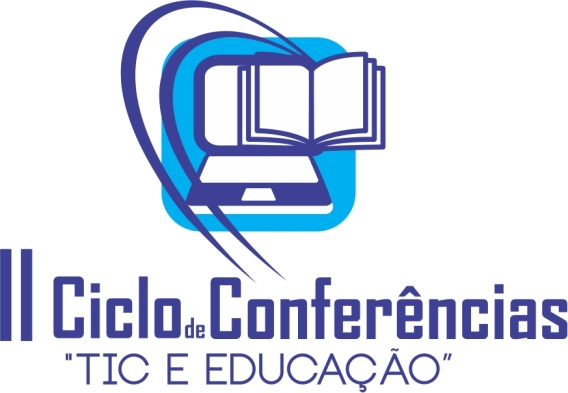 II Ciclo de Conferências
"TIC E EDUCAÇÃO”